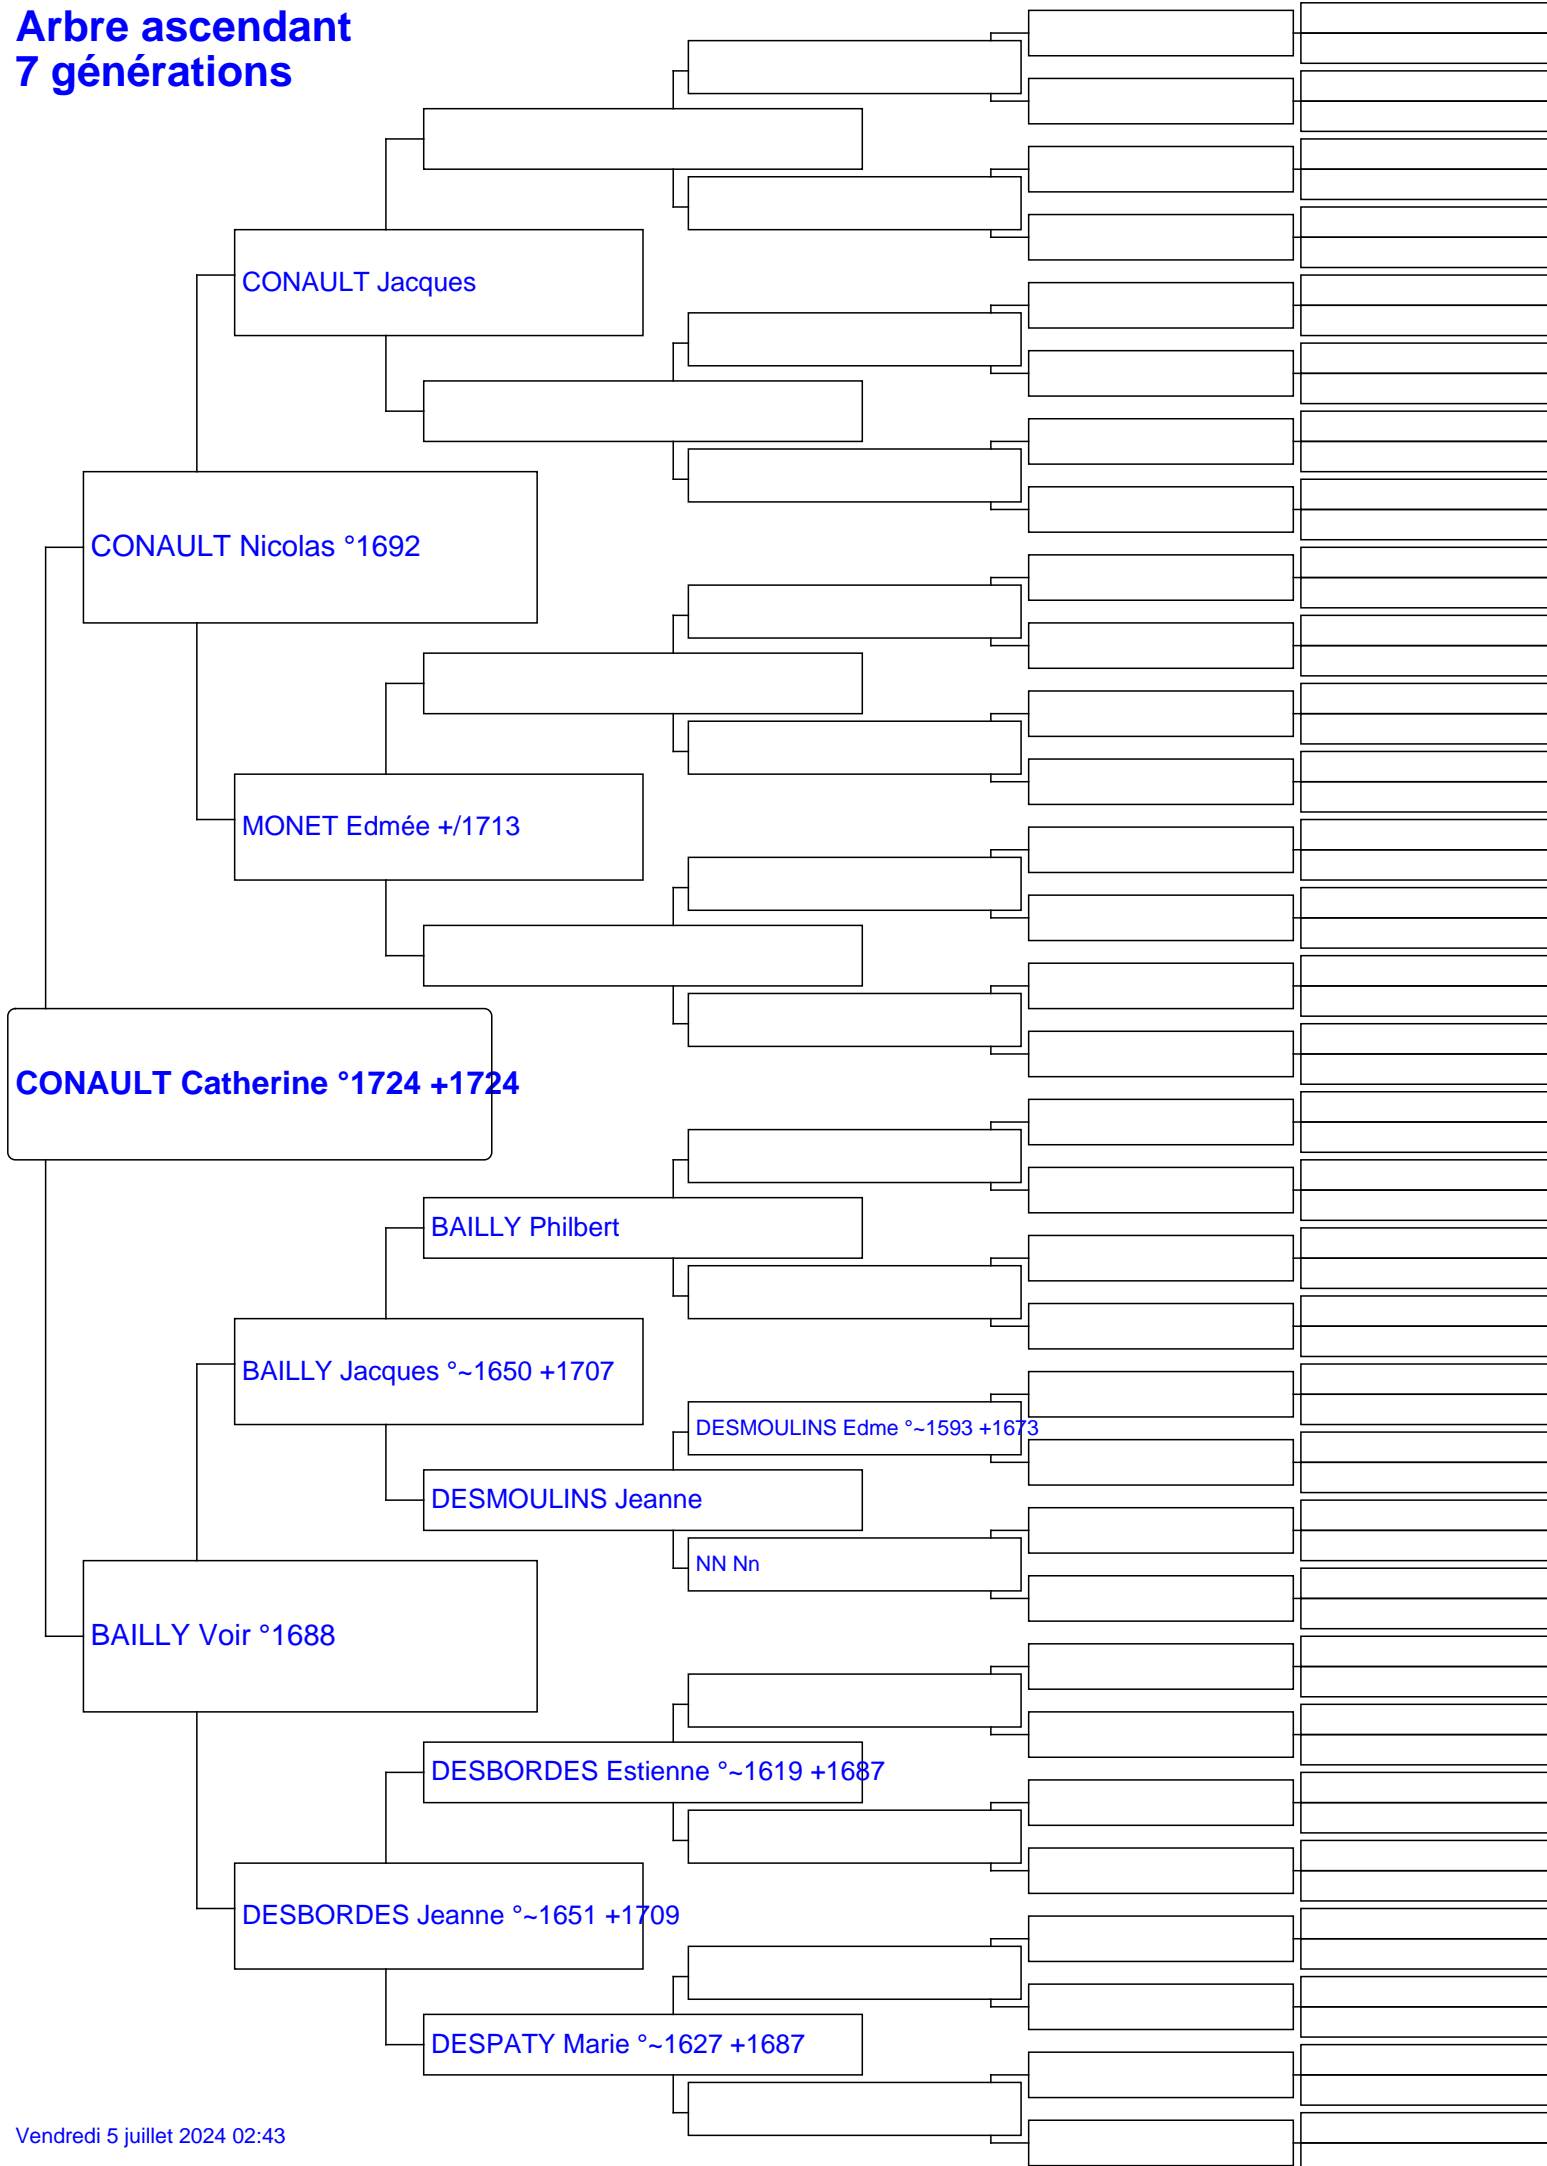 Arbre ascendant
7 générations
CONAULT Jacques
CONAULT Nicolas °1692
MONET Edmée +/1713
CONAULT Catherine °1724 +1724
BAILLY Philbert
BAILLY Jacques °~1650 +1707
DESMOULINS Edme °~1593 +1673
DESMOULINS Jeanne
NN Nn
BAILLY Voir °1688
DESBORDES Estienne °~1619 +1687
DESBORDES Jeanne °~1651 +1709
DESPATY Marie °~1627 +1687
Vendredi 5 juillet 2024 02:43